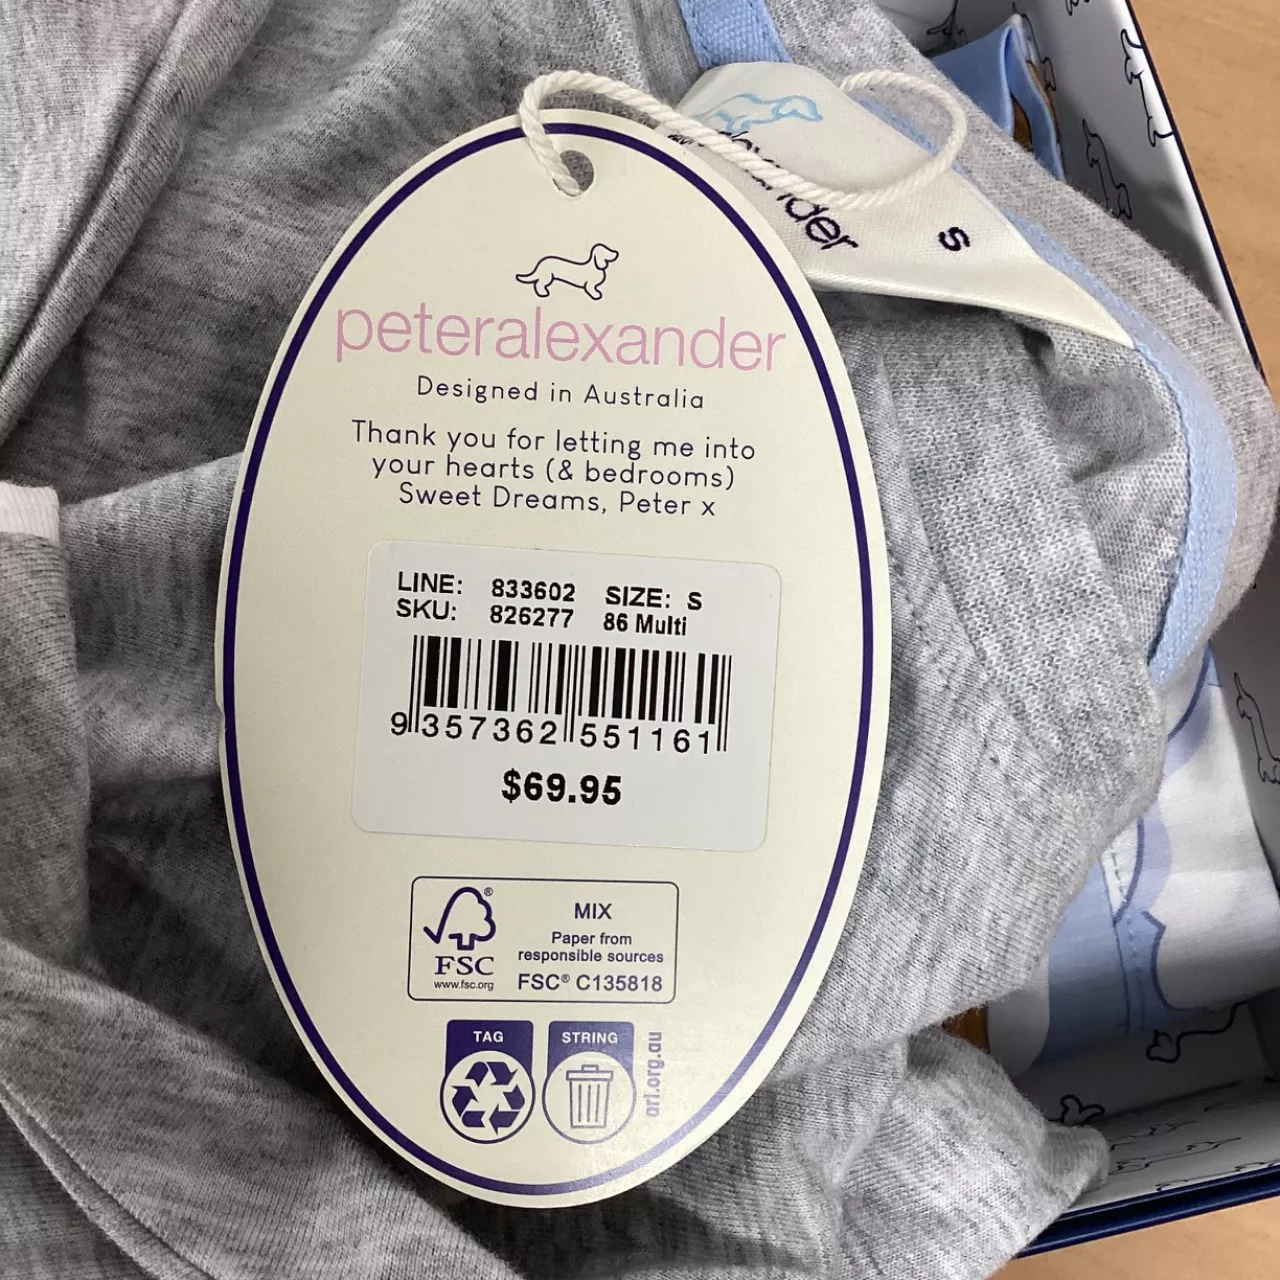 peteralexander
Designed in Australia
Thank you for letting me into
your hearts (& bedrooms)
Sweet Dreams, Peter x
LINE: 833602 SIZE: S
SKU: 826277 86 Multi
9 357362 551161
$69.95
FSC
www.fsc.org
MIX
Paper from
responsible sources
FSC® C135818
TAG
STRING
arl.org.au
S